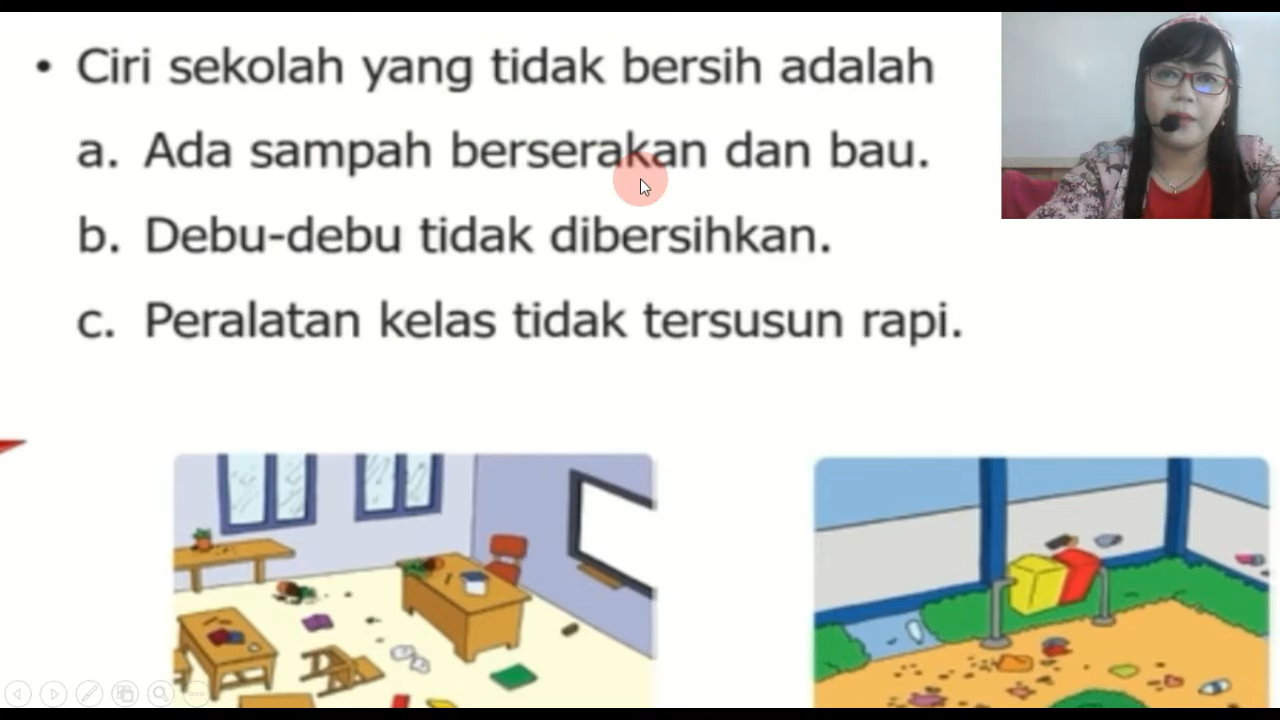 • Ciri sekolah yang tidak bersih adalah
a. Ada sampah berserakan dan bau.
b. Debu-debu tidak dibersihkan.
c. Peralatan kelas tidak tersusun rapi.